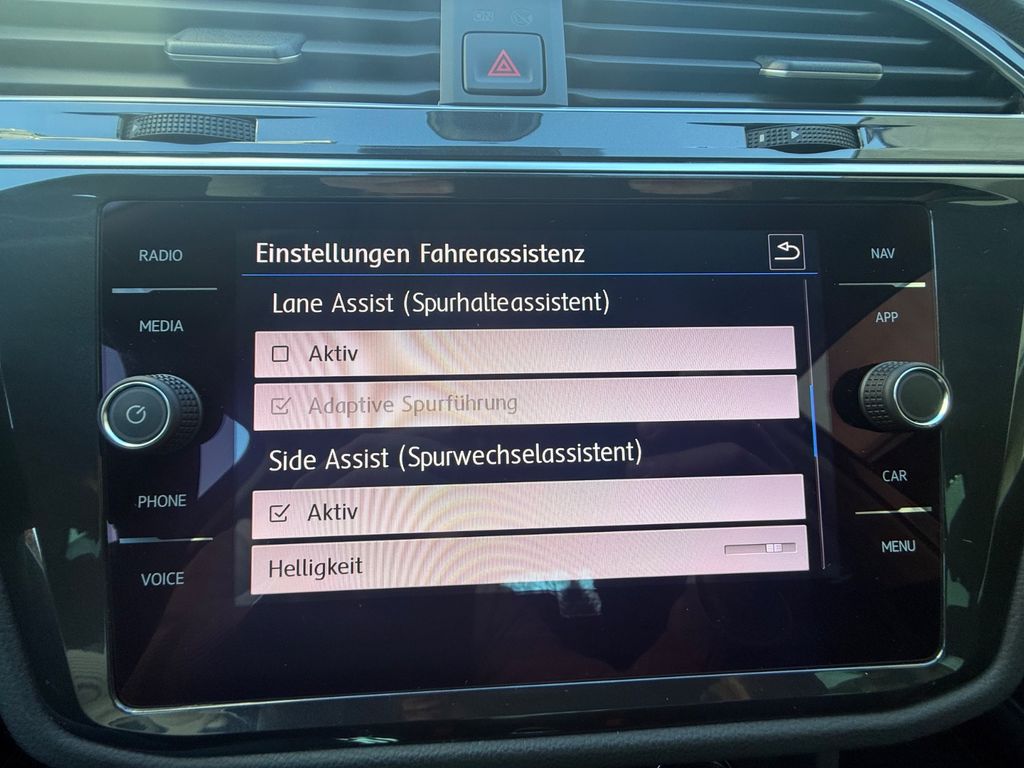 ON
RADIO
MEDIA
PHONE
VOICE
Einstellungen Fahrerassistenz
Lane Assist (Spurhalteassistent)
Aktiv
Adaptive Spurführung
Side Assist (Spurwechselassistent)
Aktiv
Helligkeit
NAV
APP
CAR
MENU